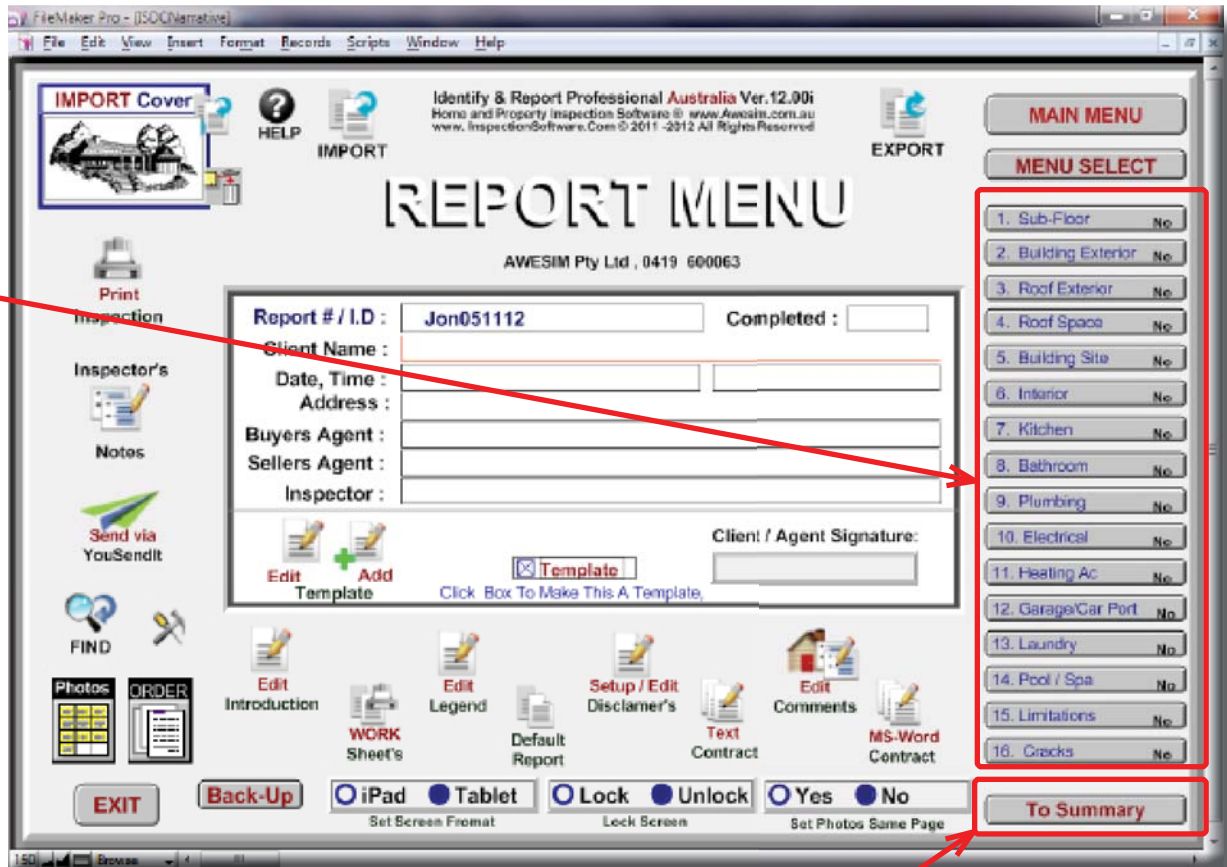 FileMaker Pro - [ISDCNarrative]
File Edit View Insert Format Records Scripts Window Help
IMPORT Cover
HELP
IMPORT
Identify & Report Professional Australia Ver.12.00i
Home and Property Inspection Software © www.Awesim.com.au
www. InspectionSoftware.Com © 2011 -2012 All Rights Reserved
EXPORT
MAIN MENU
MENU SELECT
REPORT MENU
AWESIM Pty Ltd , 0419 600063
Print
Inspection
Inspector's
Notes
Send via
YouSendIt
FIND
Photos
ORDER
Report # / I.D : Jon051112 Completed :
Client Name :
Date, Time :
Address :
Buyers Agent :
Sellers Agent :
Inspector :
Edit Add
Template
Template
Click Box To Make This A Template,
Client / Agent Signature:
1. Sub-Floor No
2. Building Exterior No
3. Roof Exterior No
4. Roof Space No
5. Building Site No
6. Interior No
7. Kitchen No
8. Bathroom No
9. Plumbing No
10. Electrical No
11. Heating Ac No
12. Garage/Car Port No
13. Laundry No
14. Pool / Spa No
15. Limitations No
16. Cracks No
Edit
Introduction
WORK
Sheet's
Edit
Legend
Default
Report
Setup / Edit
Disclamer's
Text
Contract
Edit
Comments
MS-Word
Contract
EXIT
Back-Up
iPad Tablet
Set Screen Fromat
Lock Unlock
Lock Screen
Yes No
Set Photos Same Page
To Summary
150 Browse